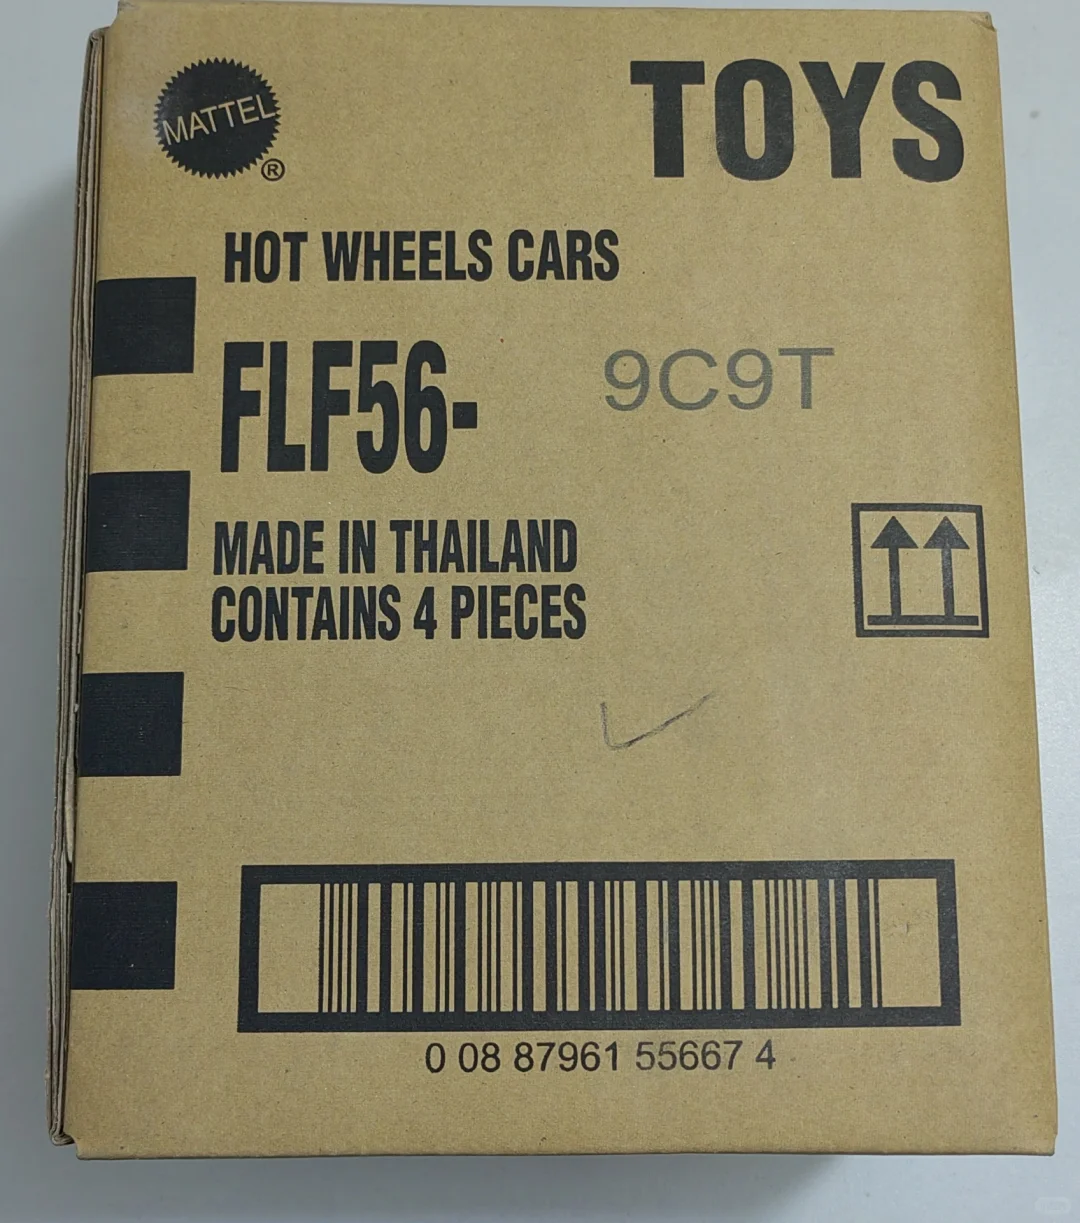 MATTEL
®
TOYS
HOT WHEELS CARS
FLF56-
9C9T
MADE IN THAILAND
CONTAINS 4 PIECES
0 08 87961 55667 4